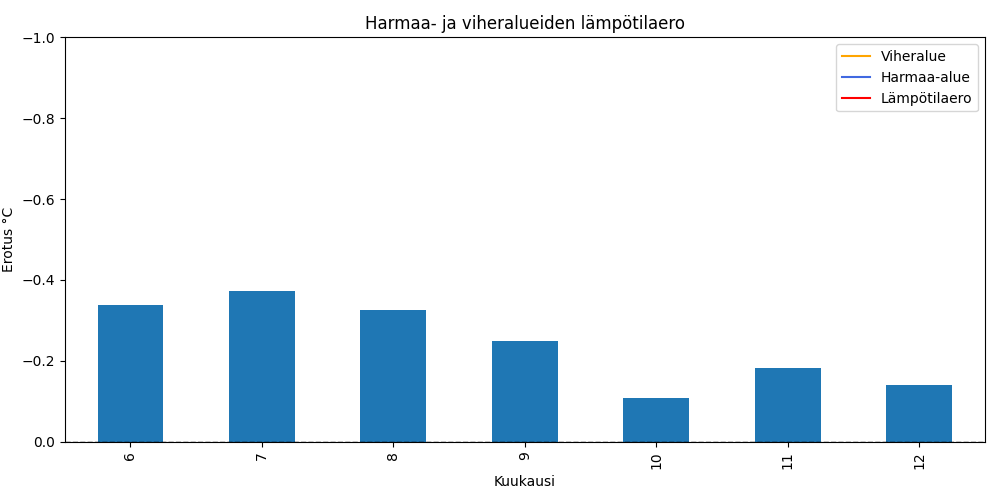 Harmaa- ja viheralueiden lämpötilaero
−1.0
−0.8
−0.6
−0.4
−0.2
0.0
Erotus °C
Viheralue
Harmaa-alue
Lämpötilaero
6 7 8 9 10 11 12
Kuukausi